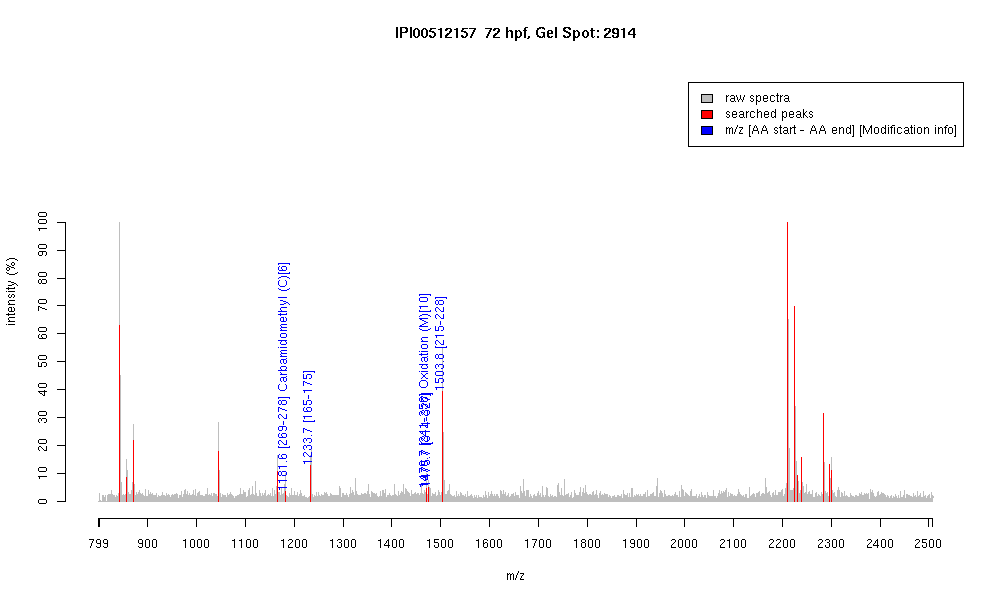 IPI00512157 72 hpf, Gel Spot: 2914
raw spectra
searched peaks
m/z [AA start - AA end] [Modification info]
intensity (%)
100
90
80
70
60
50
40
30
20
10
0
1181.6 [269-278] Carbamidomethyl (C)[6]
1233.7 [165-175]
Oxidation (M)[10]
1503.8 [215-228]
799 900 1000 1100 1200 1300 1400 1500 1600 1700 1800 1900 2000 2100 2200 2300 2400 2500
m/z